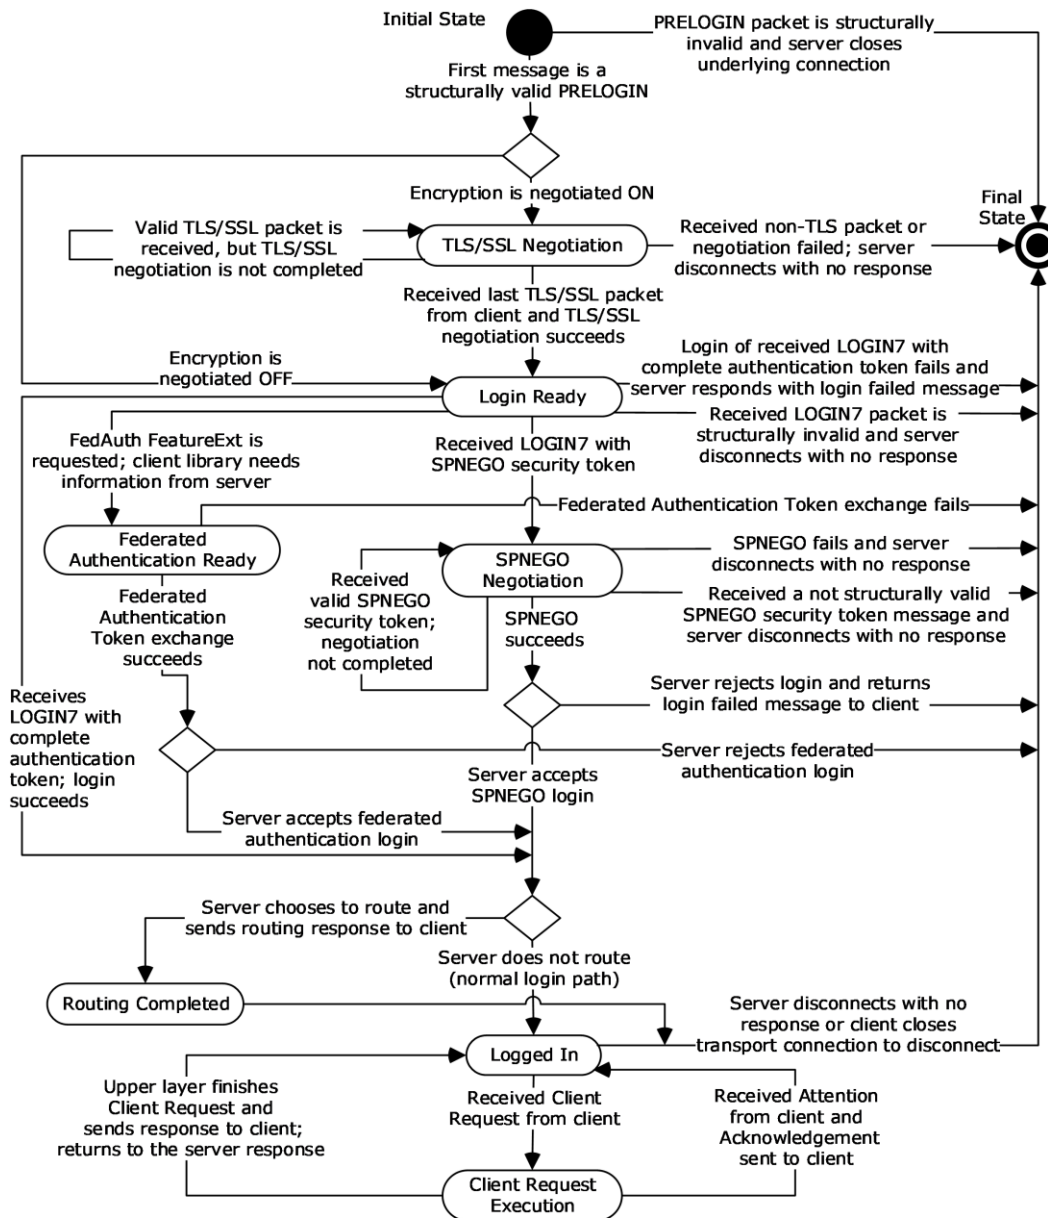 Initial State
PRELOGIN packet is structurally
invalid and server closes
underlying connection
First message is a
structurally valid PRELOGIN
Encryption is negotiated ON
Final
State
Valid TLS/SSL packet is
received, but TLS/SSL
negotiation is not completed
TLS/SSL Negotiation
Received non-TLS packet or
negotiation failed; server
disconnects with no response
Received last TLS/SSL packet
from client and TLS/SSL
negotiation succeeds
Encryption is
negotiated OFF
Login of received LOGIN7 with
complete authentication token fails and
server responds with login failed message
Login Ready
Received LOGIN7 packet is
structurally invalid and server
disconnects with no response
FedAuth FeatureExt is
requested; client library needs
information from server
Received LOGIN7 with
SPNEGO security token
Federated Authentication Token exchange fails
Federated
Authentication Ready
SPNEGO
Negotiation
SPNEGO fails and server
disconnects with no response
Received
valid SPNEGO
security token;
negotiation
not completed
Received a not structurally valid
SPNEGO security token message and
server disconnects with no response
Federated
Authentication
Token exchange
succeeds
SPNEGO
succeeds
Server rejects login and returns
login failed message to client
Receives
LOGIN7 with
complete
authentication
token; login
succeeds
Server rejects federated
authentication login
Server accepts
SPNEGO login
Server accepts federated
authentication login
Server chooses to route and
sends routing response to client
Server does not route
(normal login path)
Routing Completed
Server disconnects with no
response or client closes
transport connection to disconnect
Logged In
Upper layer finishes
Client Request and
sends response to client;
returns to the server response
Received Client
Request from client
Received Attention
from client and
Acknowledgement
sent to client
Client Request
Execution